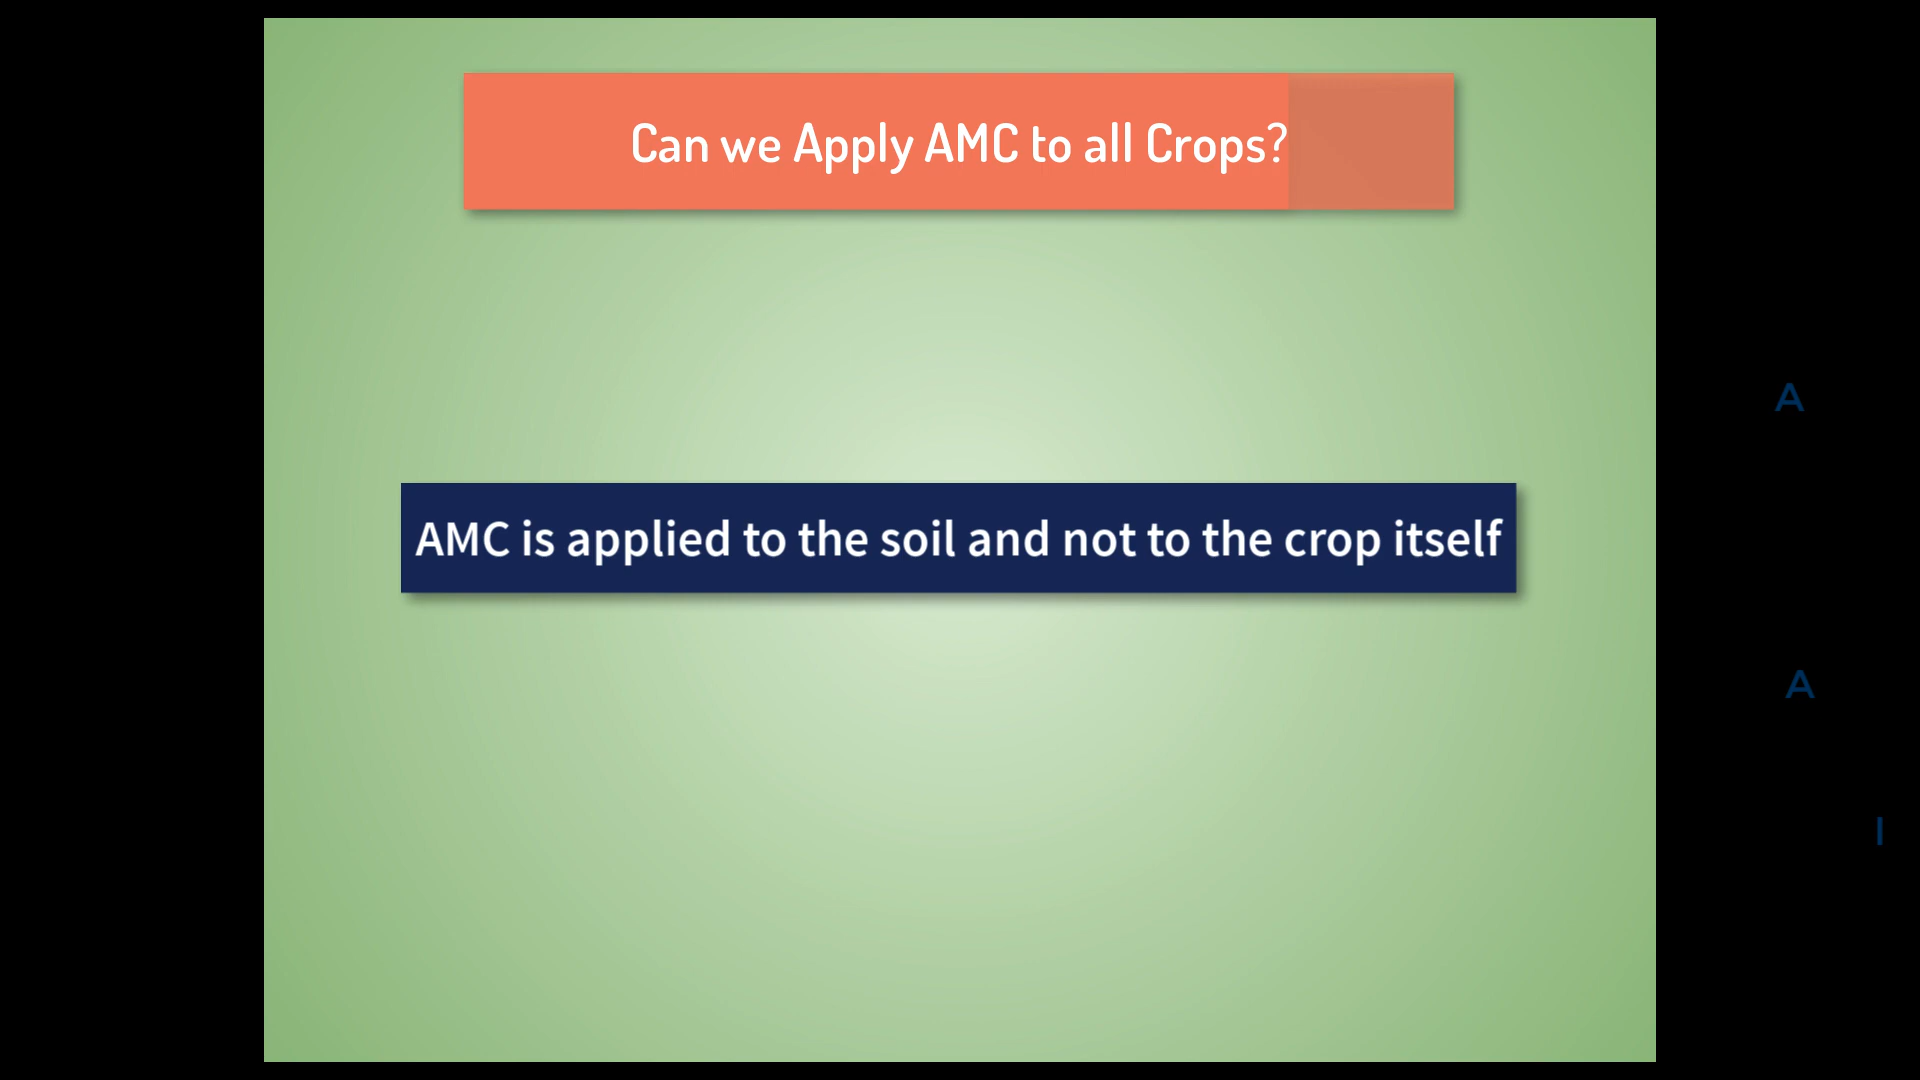 Can we Apply AMC to all Crops?
A
AMC is applied to the soil and not to the crop itself
A
I